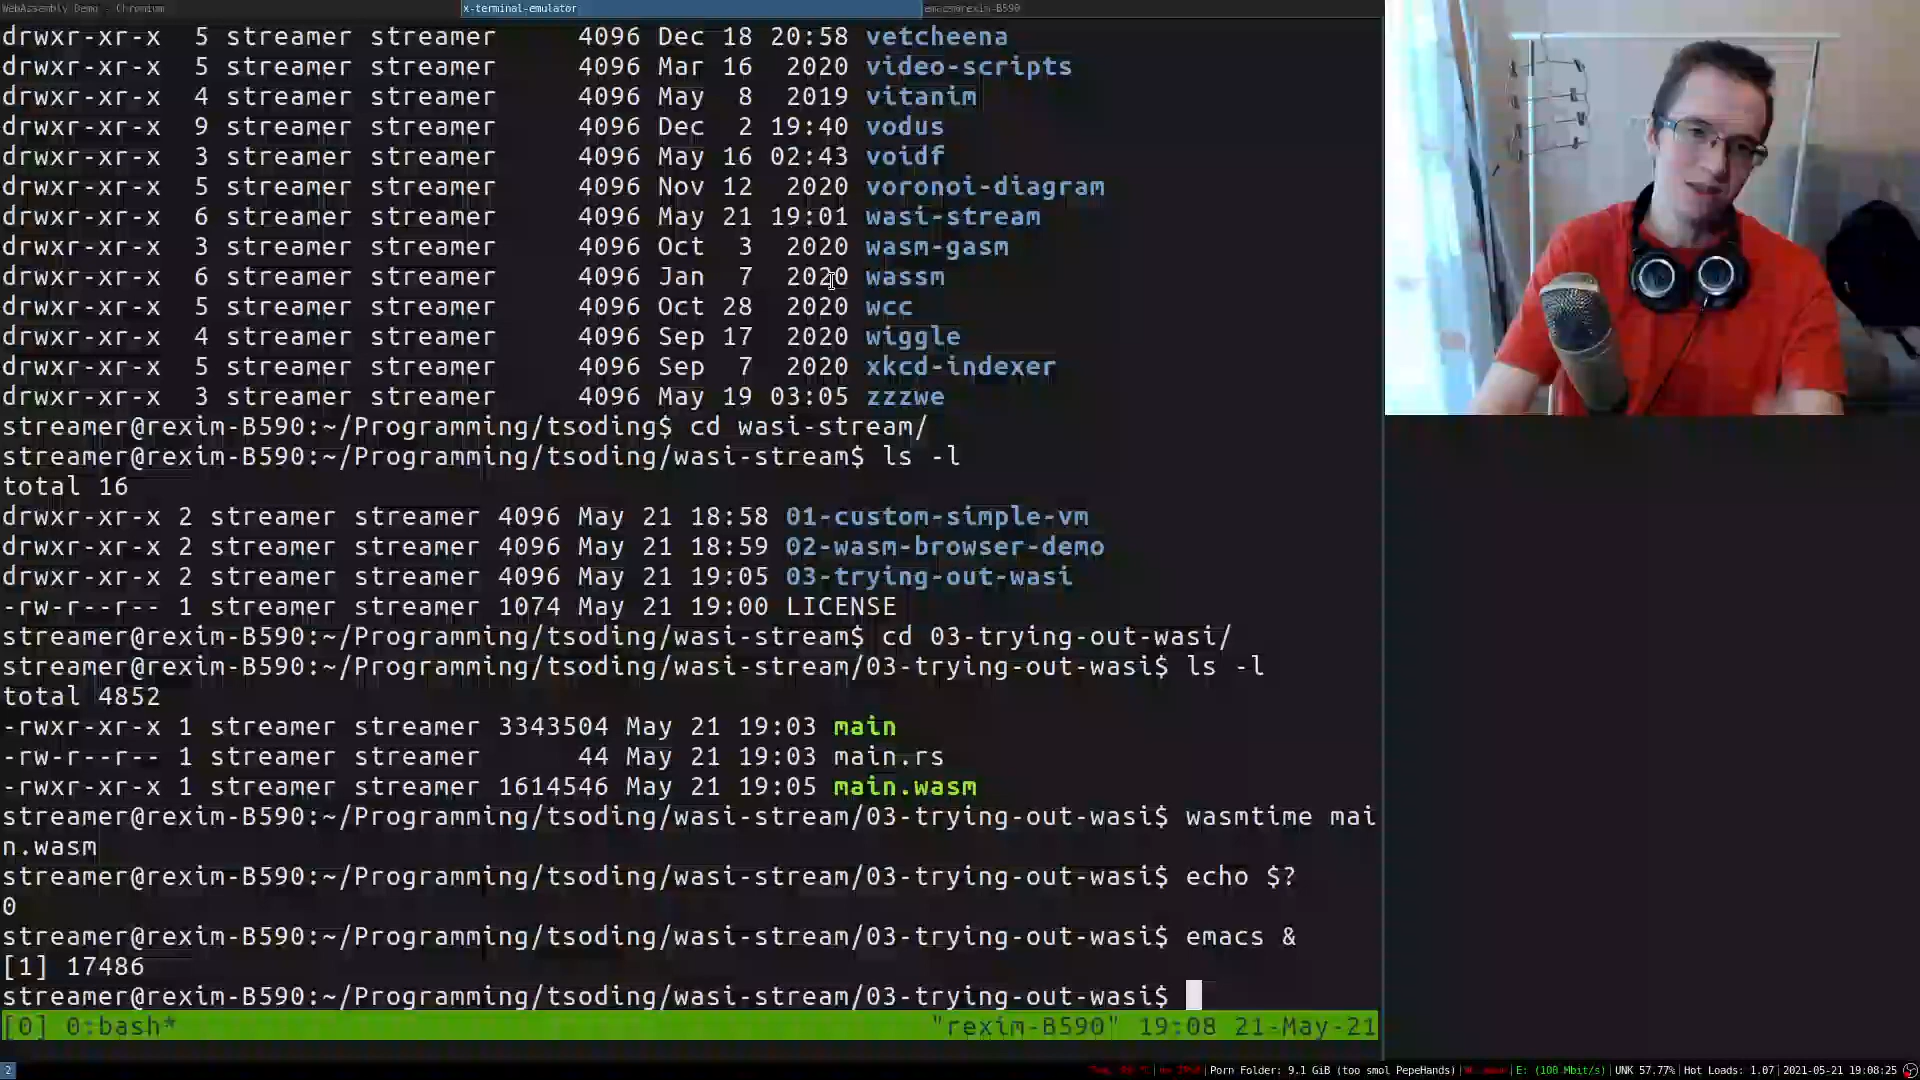 WebAssembly Demo - Chromium x-terminal-emulator emacs@rexim-B590
drwxr-xr-x 5 streamer streamer 4096 Dec 18 20:58 vetcheena
drwxr-xr-x 5 streamer streamer 4096 Mar 16 2020 video-scripts
drwxr-xr-x 4 streamer streamer 4096 May 8 2019 vitanim
drwxr-xr-x 9 streamer streamer 4096 Dec 2 19:40 vodus
drwxr-xr-x 3 streamer streamer 4096 May 16 02:43 voidf
drwxr-xr-x 5 streamer streamer 4096 Nov 12 2020 voronoi-diagram
drwxr-xr-x 6 streamer streamer 4096 May 21 19:01 wasi-stream
drwxr-xr-x 3 streamer streamer 4096 Oct 3 2020 wasm-gasm
drwxr-xr-x 6 streamer streamer 4096 Jan 7 2020 wassm
drwxr-xr-x 5 streamer streamer 4096 Oct 28 2020 wcc
drwxr-xr-x 4 streamer streamer 4096 Sep 17 2020 wiggle
drwxr-xr-x 5 streamer streamer 4096 Sep 7 2020 xkcd-indexer
drwxr-xr-x 3 streamer streamer 4096 May 19 03:05 zzzwe
streamer@rexim-B590:~/Programming/tsoding$ cd wasi-stream/
streamer@rexim-B590:~/Programming/tsoding/wasi-stream$ ls -l
total 16
drwxr-xr-x 2 streamer streamer 4096 May 21 18:58 01-custom-simple-vm
drwxr-xr-x 2 streamer streamer 4096 May 21 18:59 02-wasm-browser-demo
drwxr-xr-x 2 streamer streamer 4096 May 21 19:05 03-trying-out-wasi
-rw-r--r-- 1 streamer streamer 1074 May 21 19:00 LICENSE
streamer@rexim-B590:~/Programming/tsoding/wasi-stream$ cd 03-trying-out-wasi/
streamer@rexim-B590:~/Programming/tsoding/wasi-stream/03-trying-out-wasi$ ls -l
total 4852
-rwxr-xr-x 1 streamer streamer 3343504 May 21 19:03 main
-rw-r--r-- 1 streamer streamer 44 May 21 19:03 main.rs
-rwxr-xr-x 1 streamer streamer 1614546 May 21 19:05 main.wasm
streamer@rexim-B590:~/Programming/tsoding/wasi-stream/03-trying-out-wasi$ wasmtime mai
n.wasm
streamer@rexim-B590:~/Programming/tsoding/wasi-stream/03-trying-out-wasi$ echo $?
0
streamer@rexim-B590:~/Programming/tsoding/wasi-stream/03-trying-out-wasi$ emacs &
[1] 17486
streamer@rexim-B590:~/Programming/tsoding/wasi-stream/03-trying-out-wasi$
[0] 0:bash* "rexim-B590" 19:08 21-May-21
2 Porn Folder: 9.1 GiB (too smol PepeHands) E: (100 Mbit/s) UNK 57.77% Hot Loads: 1.07 2021-05-21 19:08:25